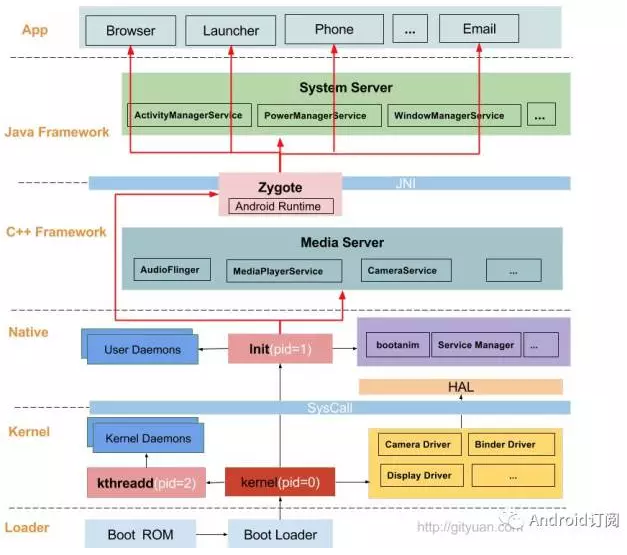 App
Browser
Launcher
Phone
...
Email
System Server
ActivityManagerService
PowerManagerService
WindowManagerService
...
Java Framework
JNI
Zygote
Android Runtime
C++ Framework
Media Server
AudioFlinger
MediaPlayerService
CameraService
...
Native
User Daemons
Init(pid=1)
bootanim
Service Manager
...
HAL
SysCall
Kernel
Kernel Daemons
Camera Driver
Binder Driver
kthreadd(pid=2)
kernel(pid=0)
Display Driver
...
Loader
Boot ROM
Boot Loader
http://gityuan.com
Android订阅